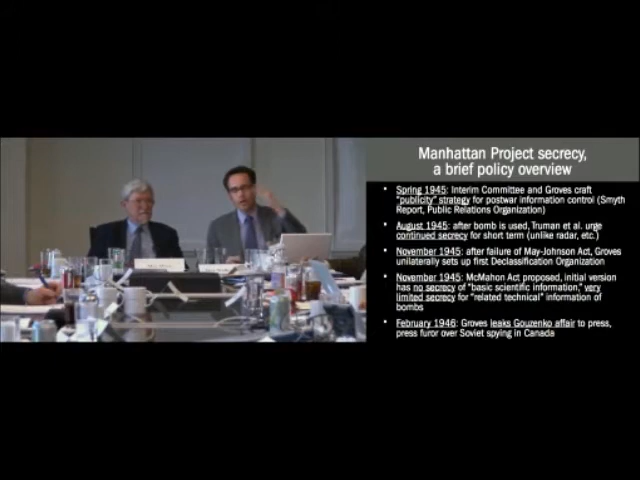 Manhattan Project secrecy,
a brief policy overview
• Spring 1945: Interim Committee and Groves craft
"publicity" strategy for postwar information control (Smyth
Report, Public Relations Organization)
• August 1945: after bomb is used, Truman et al. urge
continued secrecy for short term (unlike radar, etc.)
• November 1945: after failure of May-Johnson Act, Groves
unilaterally sets up first Declassification Organization
• November 1945: McMahon Act proposed, initial version
has no secrecy of "basic scientific information," very
limited secrecy for "related technical" information of
bombs
• February 1946: Groves leaks Gouzenko affair to press,
press furor over Soviet spying in Canada